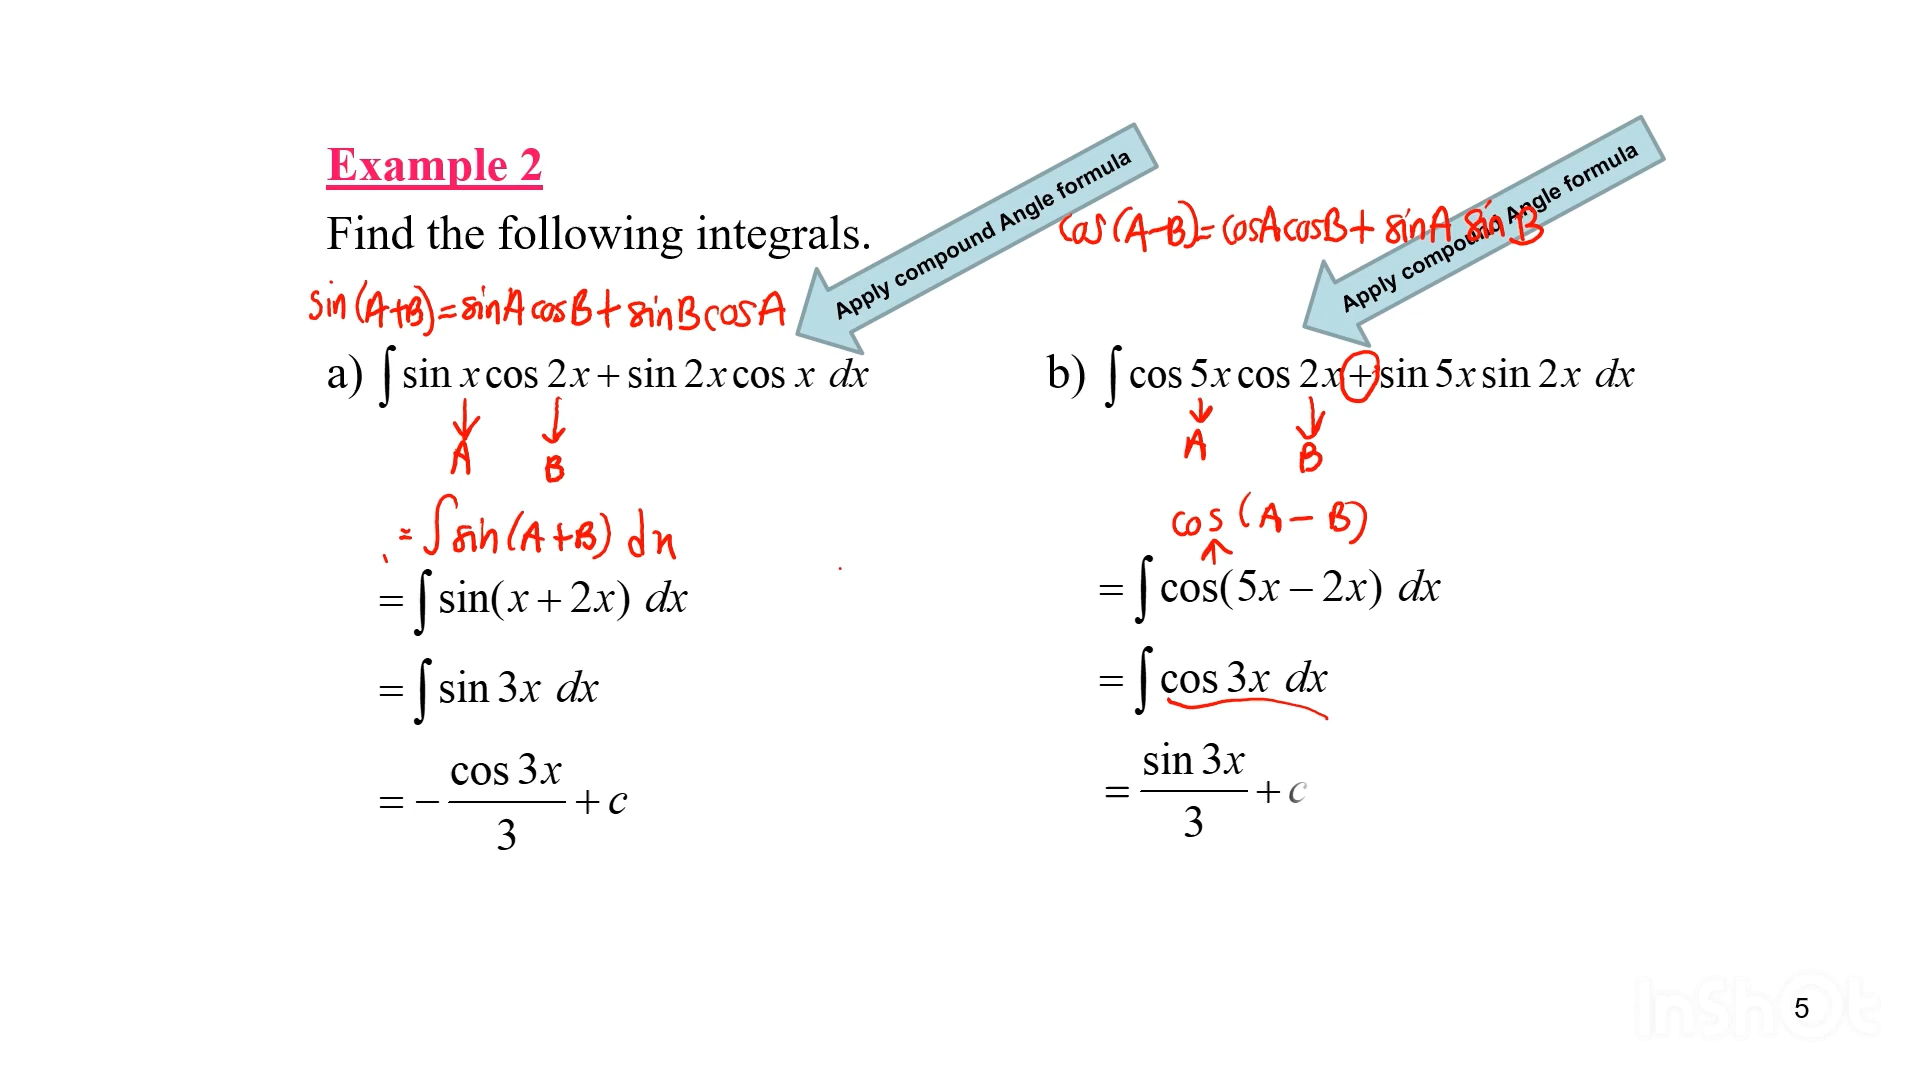 Example 2
Find the following integrals.
Apply compound Angle formula
sin(A+B)=sinAcosB+sinBcosA
a) ∫ sin x cos 2x + sin 2x cos x dx
A B
= ∫ sin(A+B) dx
= ∫ sin(x + 2x) dx
= ∫ sin 3x dx
= − cos 3x / 3 + c
Apply compound Angle formula
cos(A−B)=cosAcosB+sinA sinB
b) ∫ cos 5x cos 2x + sin 5x sin 2x dx
A B
cos(A−B)
= ∫ cos(5x − 2x) dx
= ∫ cos 3x dx
= sin 3x / 3 + c
InShOt
5